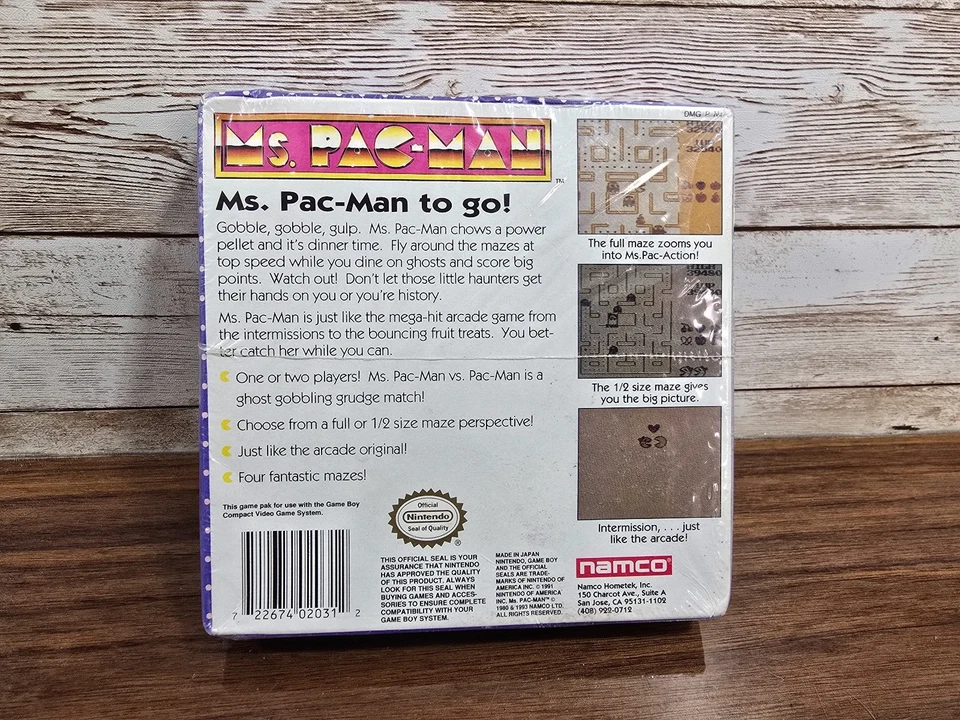 Ms. PAC-MAN
TM
Ms. Pac-Man to go!
Gobble, gobble, gulp. Ms. Pac-Man chows a power
pellet and it's dinner time. Fly around the mazes at
top speed while you dine on ghosts and score big
points. Watch out! Don't let those little haunters get
their hands on you or you're history.
Ms. Pac-Man is just like the mega-hit arcade game from
the intermissions to the bouncing fruit treats. You bet-
ter catch her while you can.
One or two players! Ms. Pac-Man vs. Pac-Man is a
ghost gobbling grudge match!
Choose from a full or 1/2 size maze perspective!
Just like the arcade original!
Four fantastic mazes!
This game pak for use with the Game Boy
Compact Video Game System.
7 22674 02031 2
Official
Nintendo
Seal of Quality
®
THIS OFFICIAL SEAL IS YOUR
ASSURANCE THAT NINTENDO
HAS APPROVED THE QUALITY
OF THIS PRODUCT. ALWAYS
LOOK FOR THIS SEAL WHEN
BUYING GAMES AND ACCES-
SORIES TO ENSURE COMPLETE
COMPATIBILITY WITH YOUR
GAME BOY SYSTEM.
MADE IN JAPAN
NINTENDO, GAME BOY
AND THE OFFICIAL
SEALS ARE TRADE-
MARKS OF NINTENDO OF
AMERICA INC. © 1991
NINTENDO OF AMERICA
INC. Ms. PAC-MAN™ ©
1980 & 1993 NAMCO LTD.
ALL RIGHTS RESERVED.
DMG
The full maze zooms you
into Ms.Pac-Action!
HIGH
39480
The 1/2 size maze gives
you the big picture.
Intermission, . . . just
like the arcade!
namco®
Namco Hometek, Inc.
150 Charcot Ave., Suite A
San Jose, CA 95131-1102
(408) 922-0712